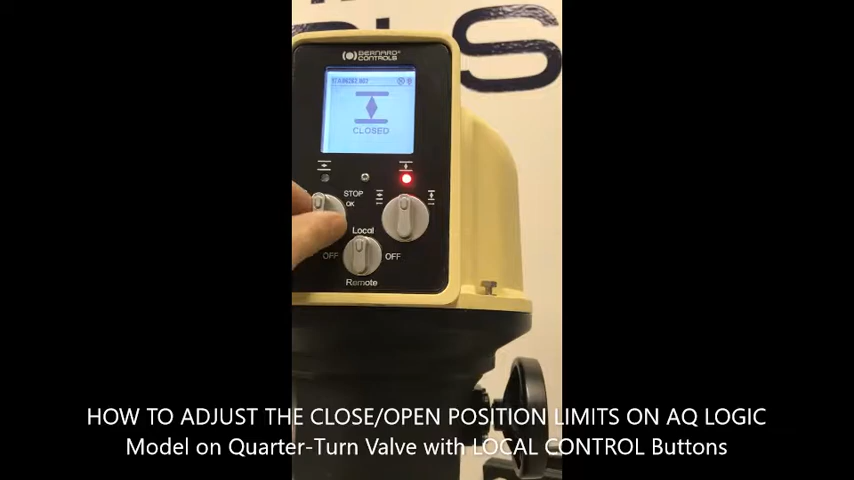 OLS
BERNARD®
CONTROLS
CLOSED
STOP
OK
Local
OFF
OFF
Remote
HOW TO ADJUST THE CLOSE/OPEN POSITION LIMITS ON AQ LOGIC
Model on Quarter-Turn Valve with LOCAL CONTROL Buttons